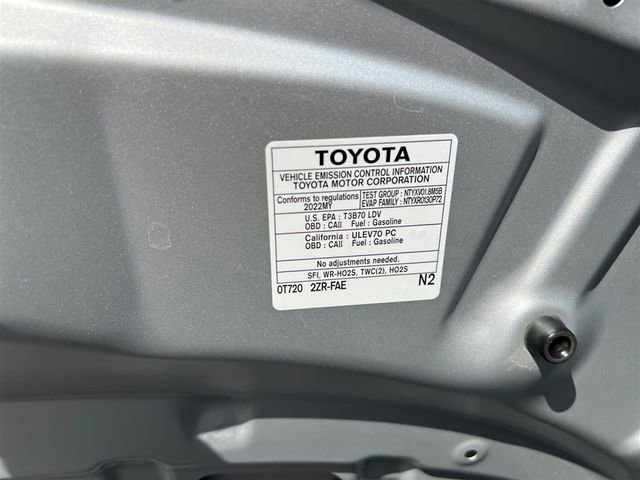 TOYOTA
VEHICLE EMISSION CONTROL INFORMATION
TOYOTA MOTOR CORPORATION
Conforms to regulations TEST GROUP : NTYXV01.8M5B
2022MY EVAP FAMILY : NTYXR0130P72
U.S. EPA : T3B70 LDV
OBD : CAII Fuel : Gasoline
California : ULEV70 PC
OBD : CAII Fuel : Gasoline
No adjustments needed.
SFI, WR-HO2S, TWC(2), HO2S
0T720 2ZR-FAE N2